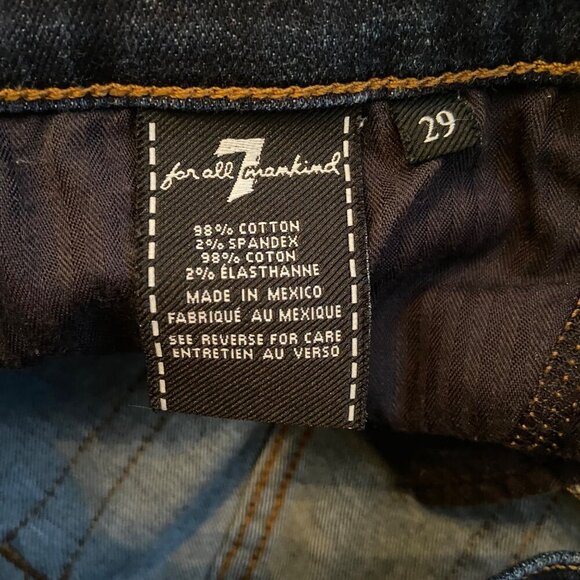 7
for all mankind
29
98% COTTON
2% SPANDEX
98% COTON
2% ÉLASTHANNE
MADE IN MEXICO
FABRIQUÉ AU MEXIQUE
SEE REVERSE FOR CARE
ENTRETIEN AU VERSO